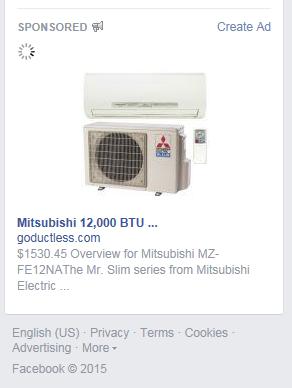 SPONSORED
Create Ad
Mitsubishi 12,000 BTU ...
goductless.com
$1530.45 Overview for Mitsubishi MZ-
FE12NAThe Mr. Slim series from Mitsubishi
Electric ...
English (US) · Privacy · Terms · Cookies ·
Advertising · More
Facebook © 2015